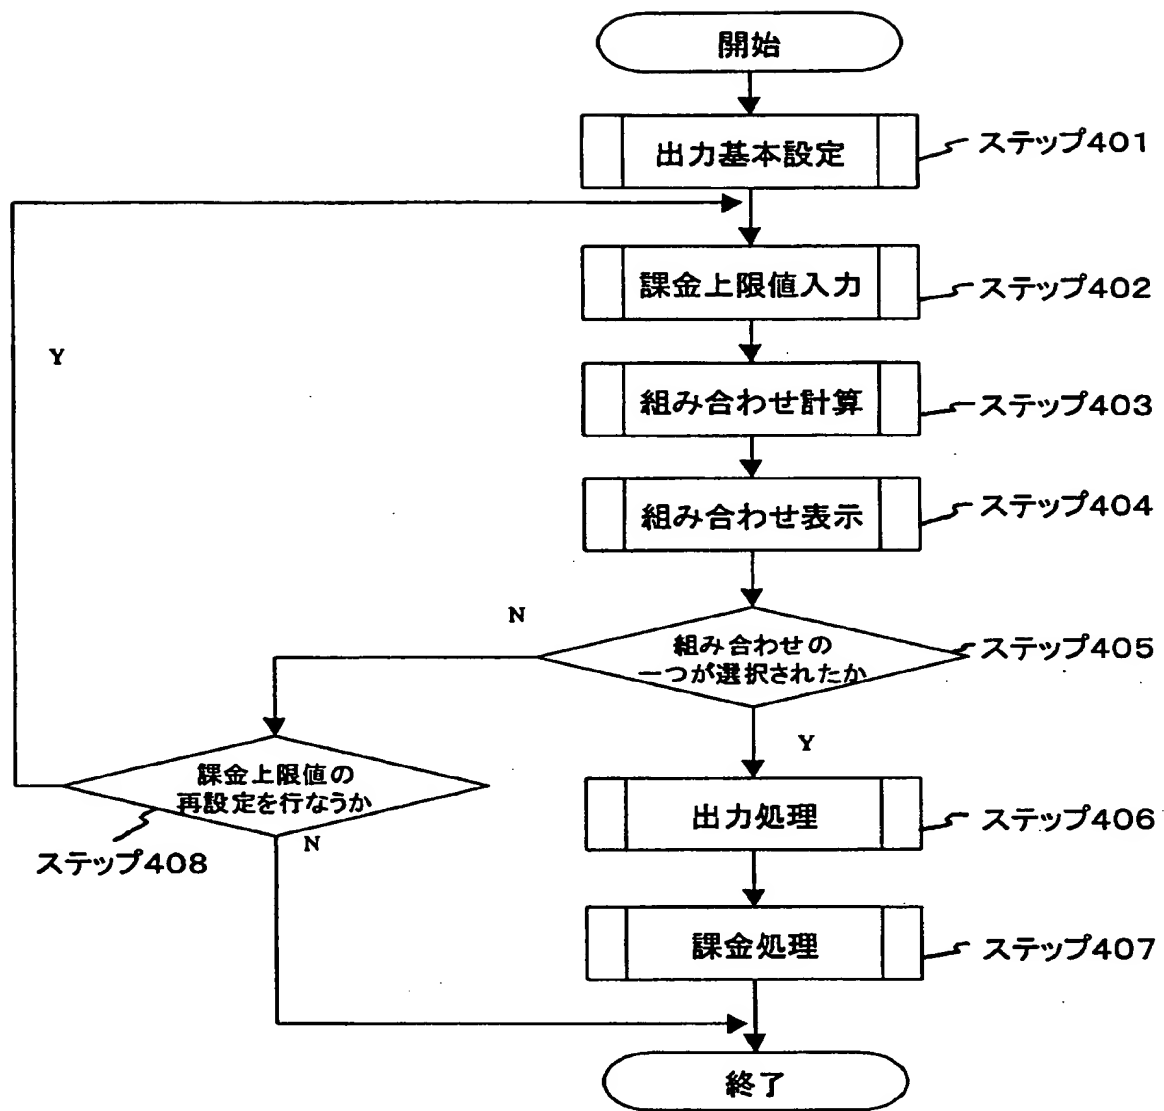 開始
出力基本設定
ステップ401
課金上限値入力
ステップ402
Y
組み合わせ計算
ステップ403
組み合わせ表示
ステップ404
N
組み合わせの
一つが選択されたか
ステップ405
Y
課金上限値の
再設定を行なうか
N
ステップ408
出力処理
ステップ406
課金処理
ステップ407
終了